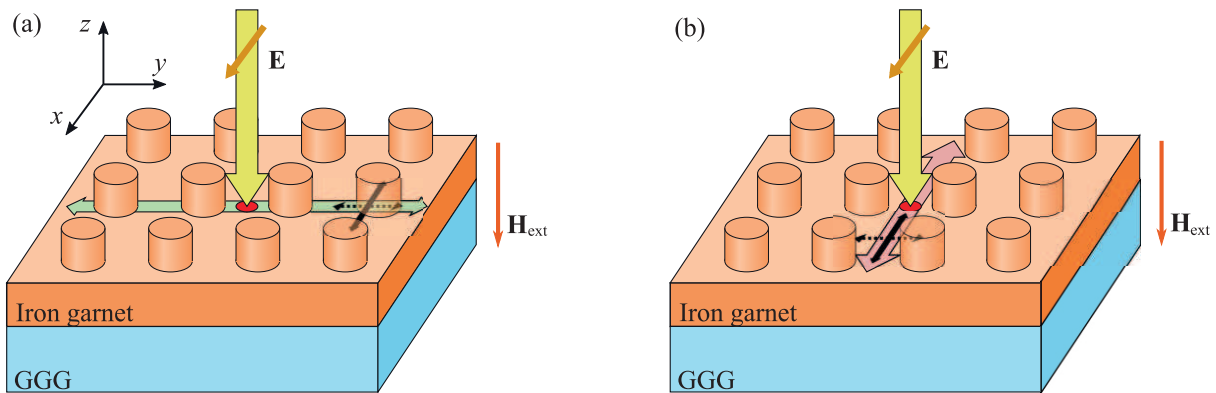 (a)
z
y
x
E
H_ext
Iron garnet
GGG
(b)
E
H_ext
Iron garnet
GGG